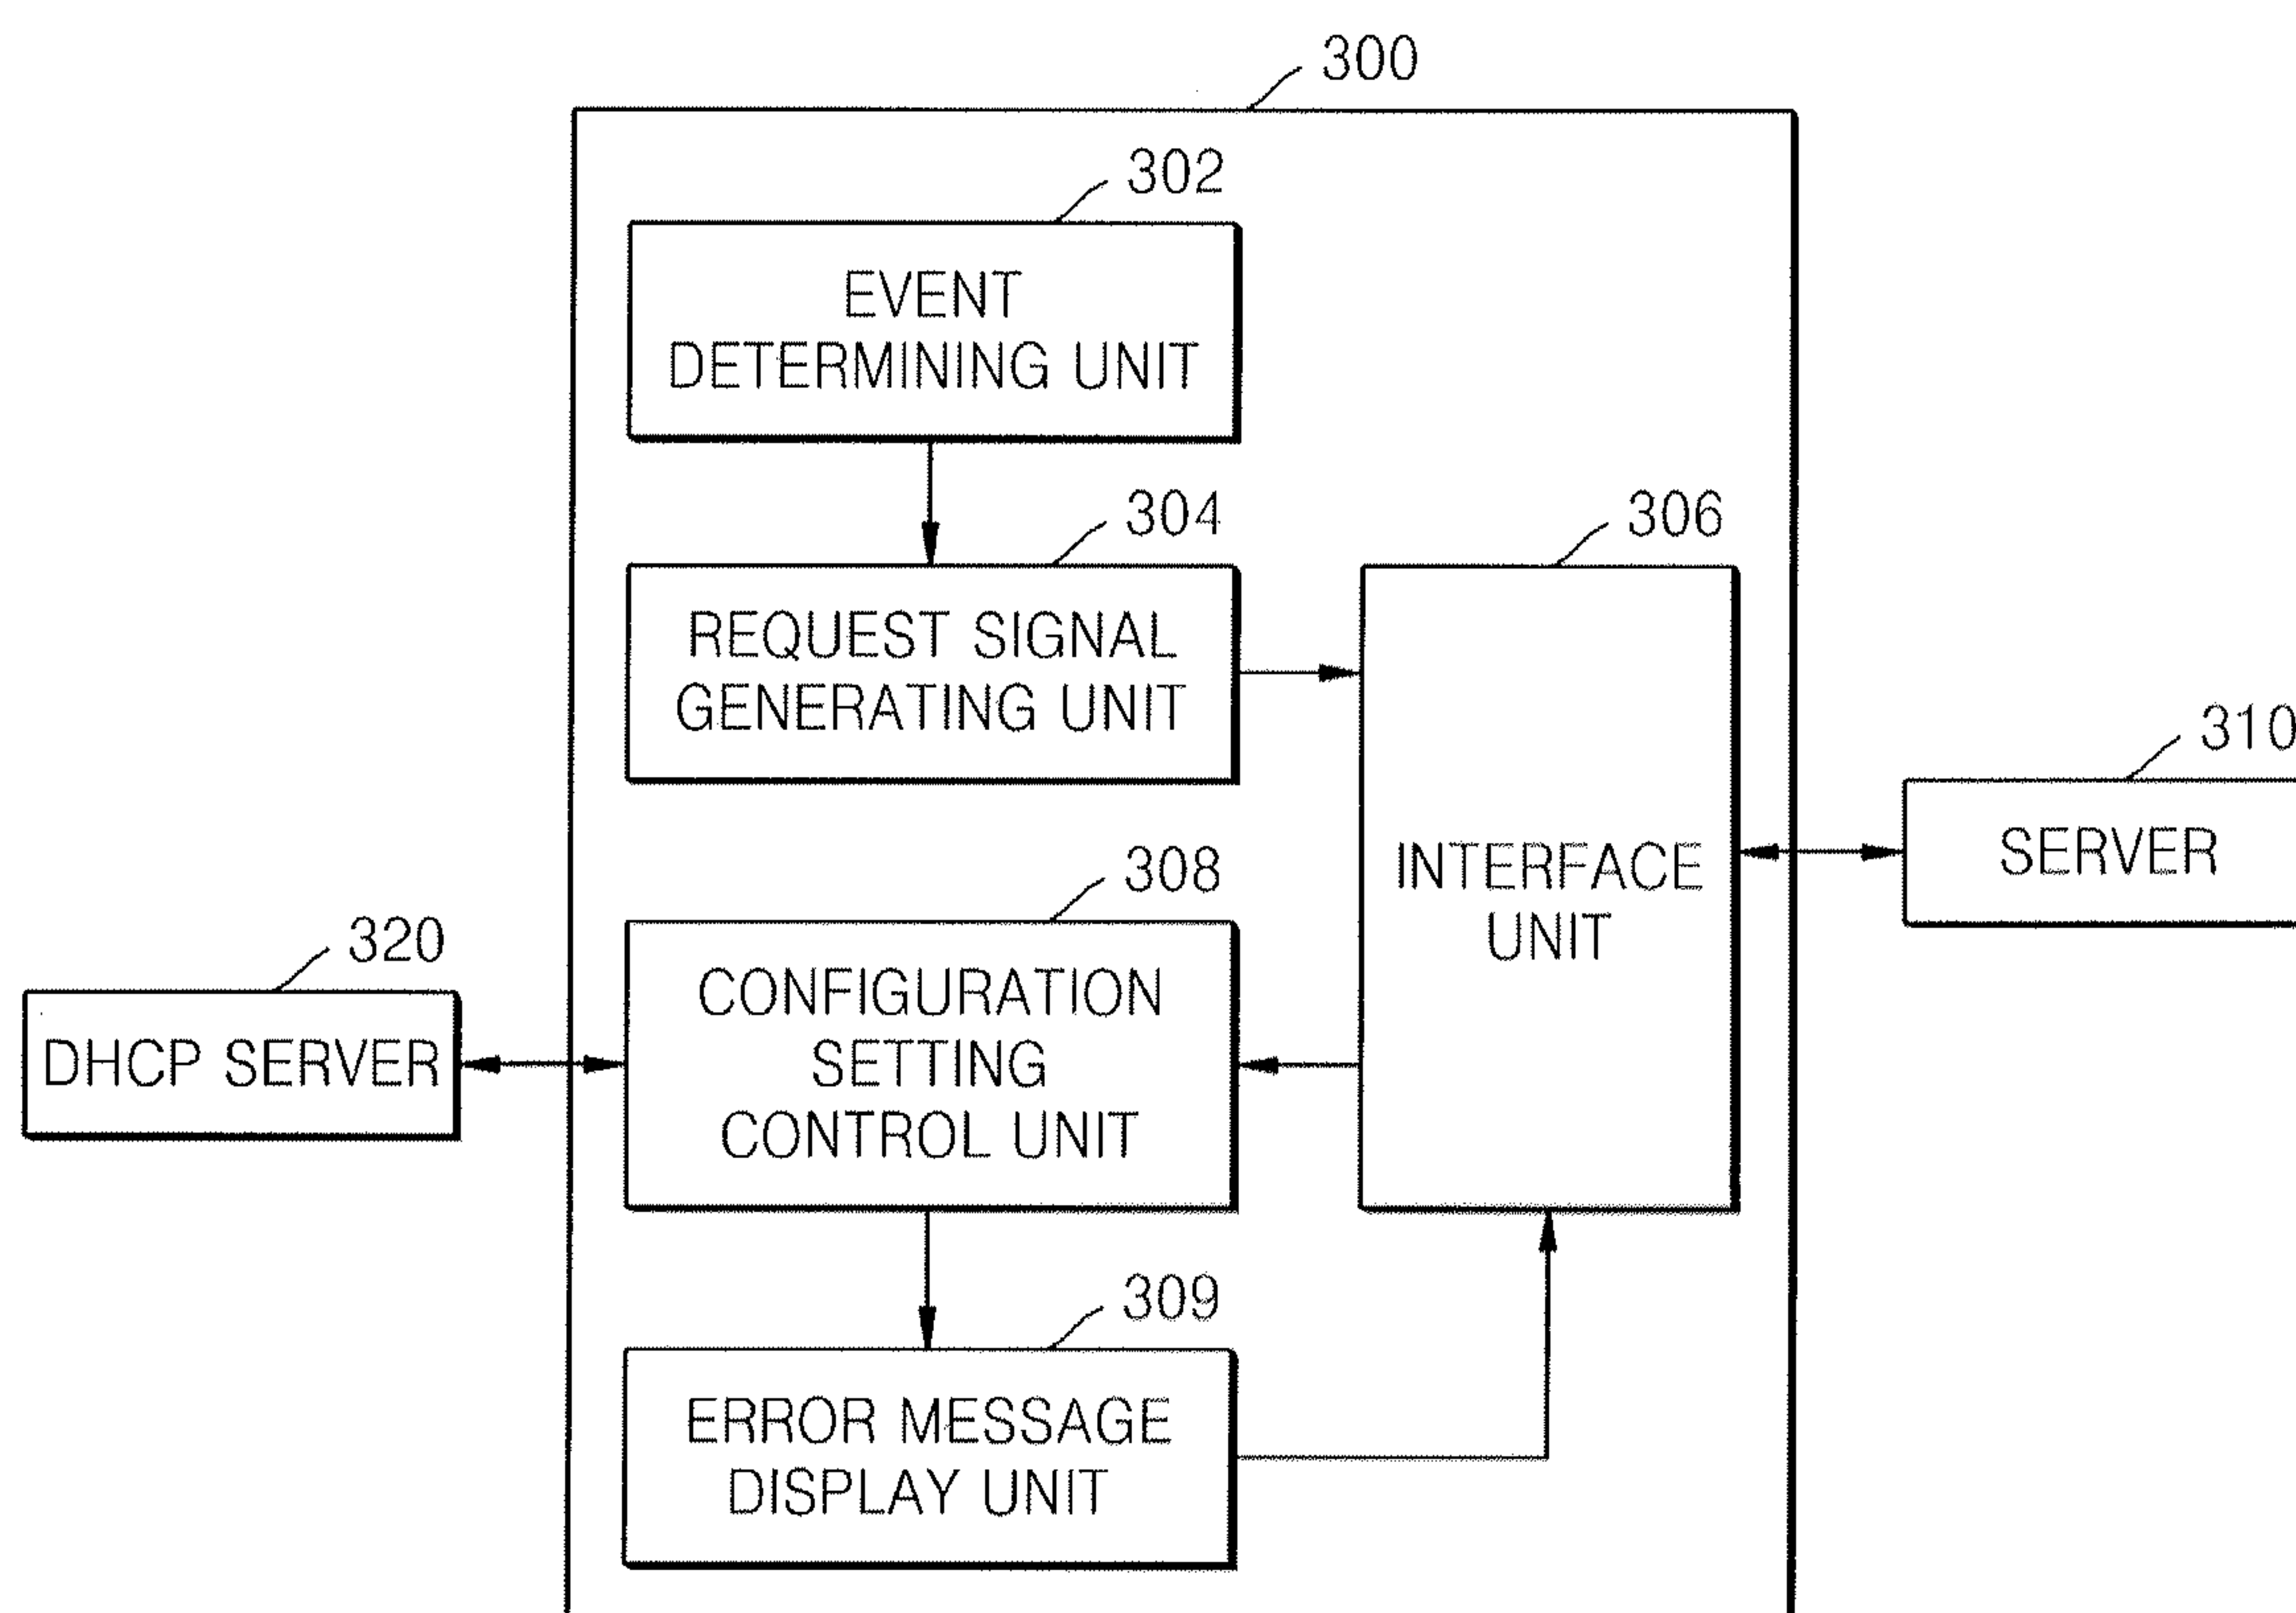 300
302
EVENT
DETERMINING UNIT
304
306
REQUEST SIGNAL
GENERATING UNIT
310
SERVER
308
INTERFACE
UNIT
320
CONFIGURATION
SETTING
CONTROL UNIT
DHCP SERVER
309
ERROR MESSAGE
DISPLAY UNIT